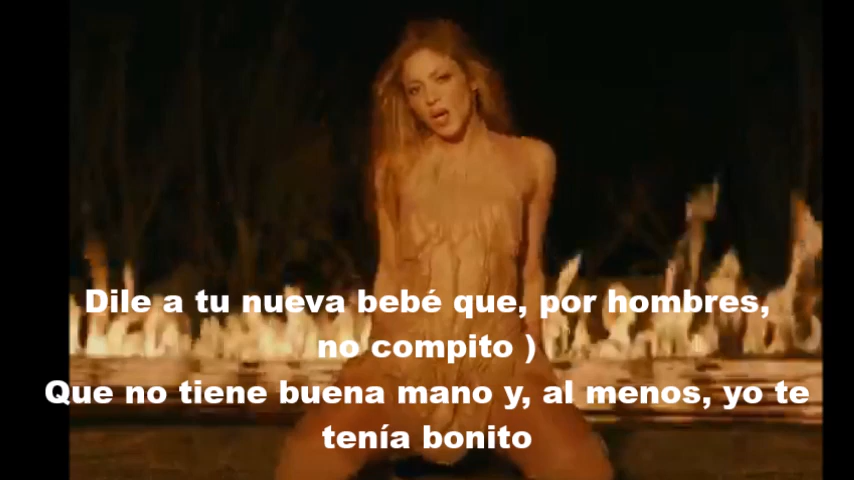 Dile a tu nueva bebé que, por hombres,
no compito )
Que no tiene buena mano y, al menos, yo te
tenía bonito